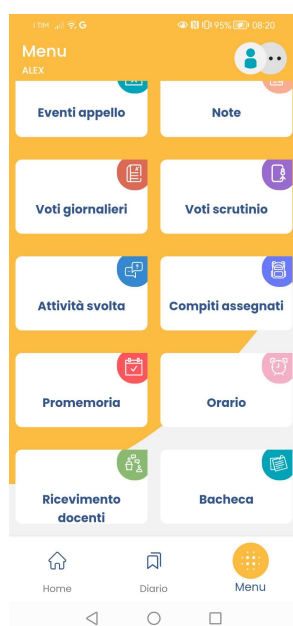 TIM G 95% 08:20
Menu
ALEX
Eventi appello
Note
Voti giornalieri
Voti scrutinio
Attività svolta
Compiti assegnati
Promemoria
Orario
Ricevimento
docenti
Bacheca
Home
Diario
Menu